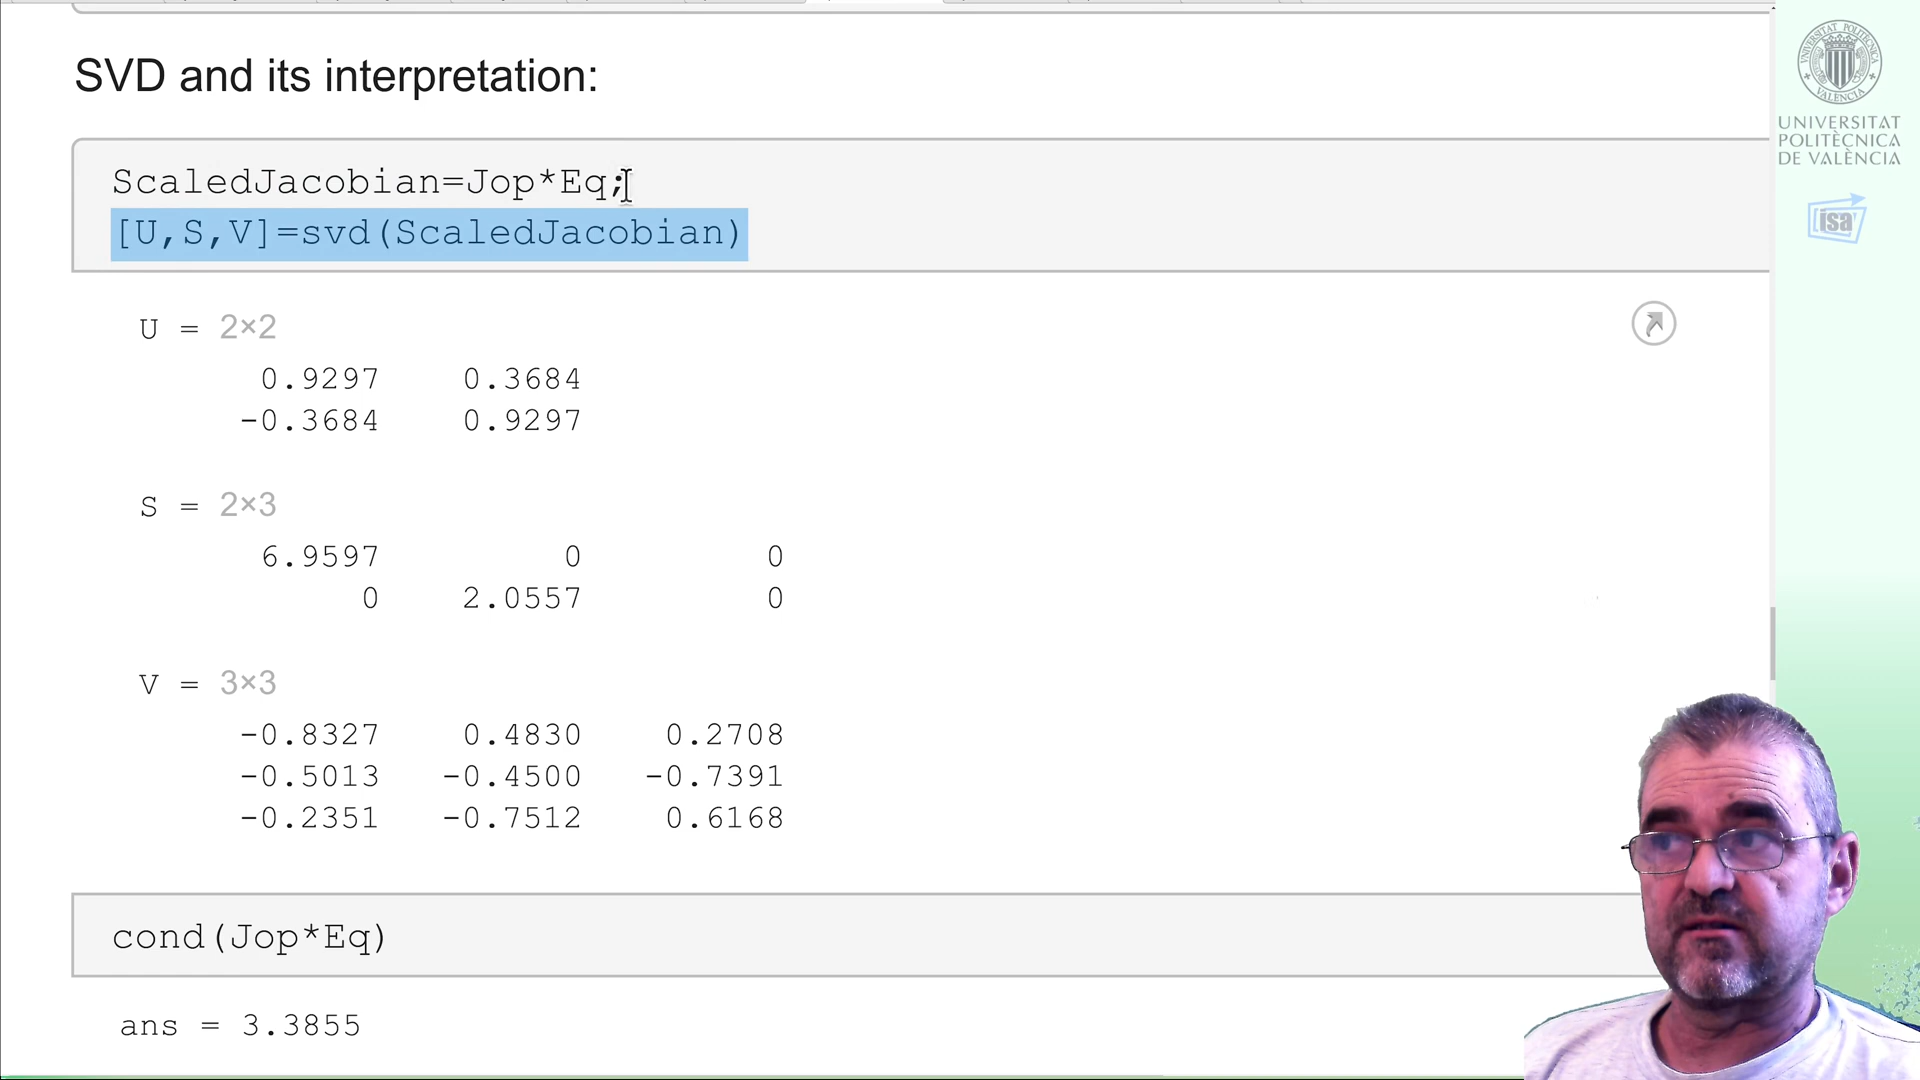 SVD and its interpretation:
ScaledJacobian=Jop*Eq;
[U,S,V]=svd(ScaledJacobian)
U = 2×2
0.9297 0.3684
-0.3684 0.9297
S = 2×3
6.9597 0 0
0 2.0557 0
V = 3×3
-0.8327 0.4830 0.2708
-0.5013 -0.4500 -0.7391
-0.2351 -0.7512 0.6168
cond(Jop*Eq)
ans = 3.3855
UNIVERSITAT
POLITÈCNICA
DE VALÈNCIA
isa